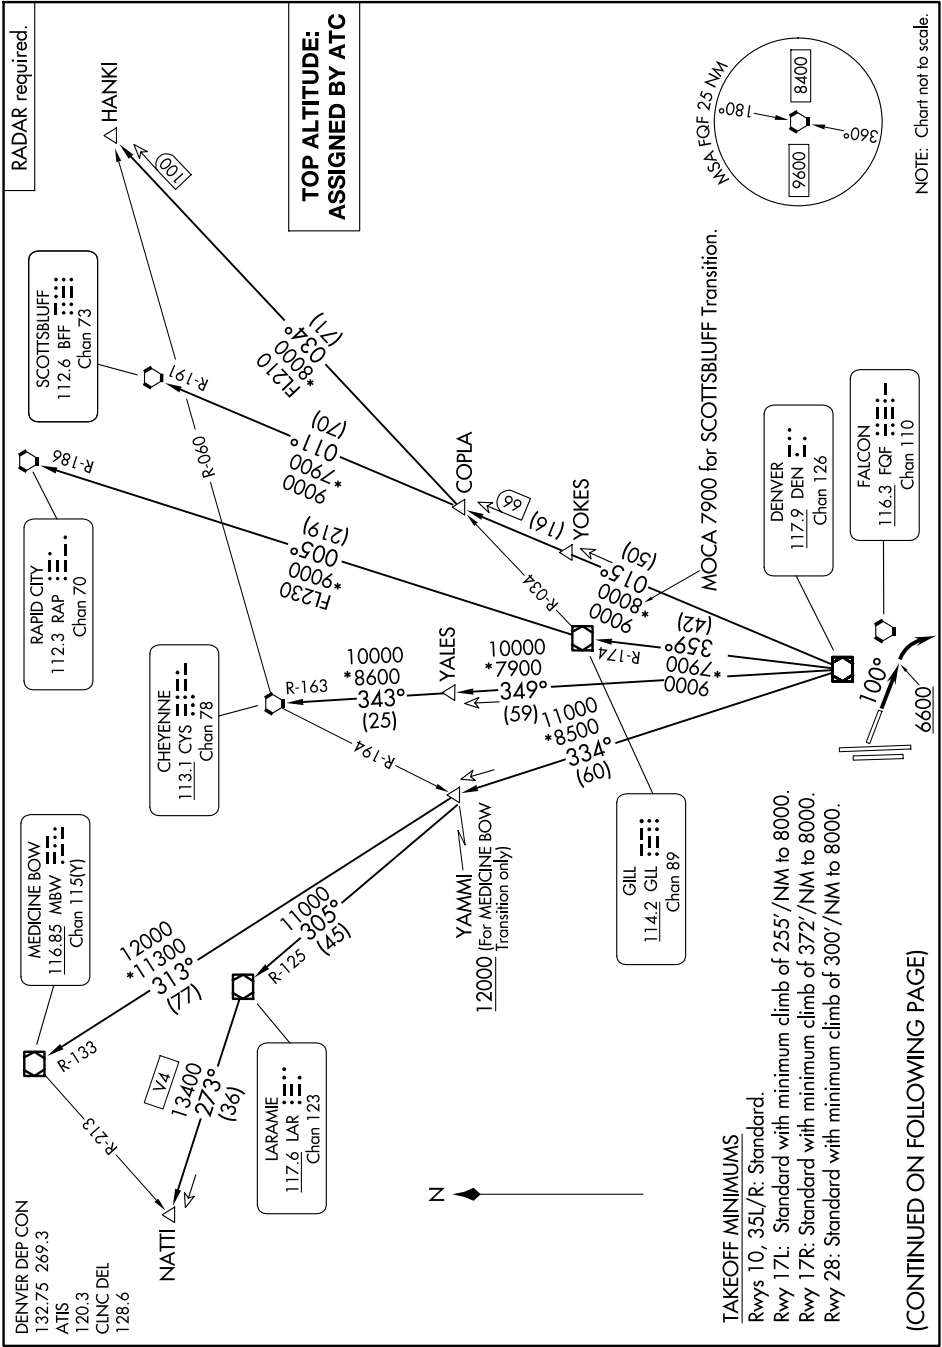 DENVER DEP CON
132.75 269.3
ATIS
120.3
CLNC DEL
128.6
RADAR required.
TOP ALTITUDE:
ASSIGNED BY ATC
HANKI
100
FL210
*8000
034°
(71)
SCOTTSBLUFF
112.6 BFF
Chan 73
R-191
R-060
RAPID CITY
112.3 RAP
Chan 70
R-186
9000
*7900
011°
(70)
FL230
*9000
005°
(219)
COPLA
66
(16)
YOKES
R-034
9000
*8000
015°
(50)
MOCA 7900 for SCOTTSBLUFF Transition.
CHEYENNE
113.1 CYS
Chan 78
R-163
R-194
10000
*8600
343°
(25)
YALES
10000
*7900
349°
(59)
R-174
9000
*7900
359°
(42)
11000
*8500
334°
(60)
MEDICINE BOW
116.85 MBW
Chan 115(Y)
R-133
R-213
12000
*11300
313°
(77)
11000
305°
(45)
R-125
YAMMI
12000 (For MEDICINE BOW
Transition only)
V4
13400
273°
(36)
NATTI
LARAMIE
117.6 LAR
Chan 123
GILL
114.2 GLL
Chan 89
DENVER
117.9 DEN
Chan 126
FALCON
116.3 FQF
Chan 110
100°
6600
MSA FQF 25 NM
180°
360°
9600
8400
N
NOTE: Chart not to scale.
TAKEOFF MINIMUMS
Rwys 10, 35L/R: Standard.
Rwy 17L: Standard with minimum climb of 255'/NM to 8000.
Rwy 17R: Standard with minimum climb of 372'/NM to 8000.
Rwy 28: Standard with minimum climb of 300'/NM to 8000.
(CONTINUED ON FOLLOWING PAGE)